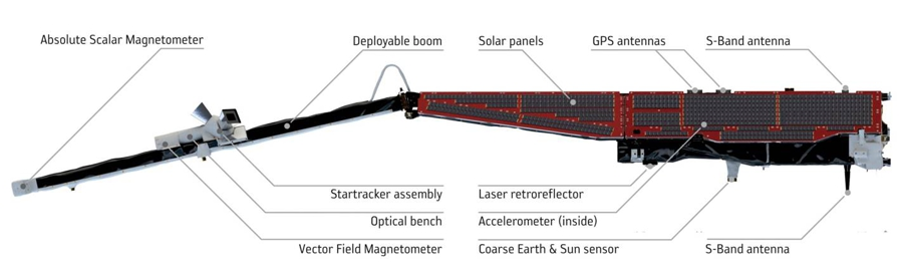 Absolute Scalar Magnetometer
Deployable boom
Solar panels
GPS antennas
S-Band antenna
Startracker assembly
Laser retroreflector
Optical bench
Accelerometer (inside)
Vector Field Magnetometer
Coarse Earth & Sun sensor
S-Band antenna